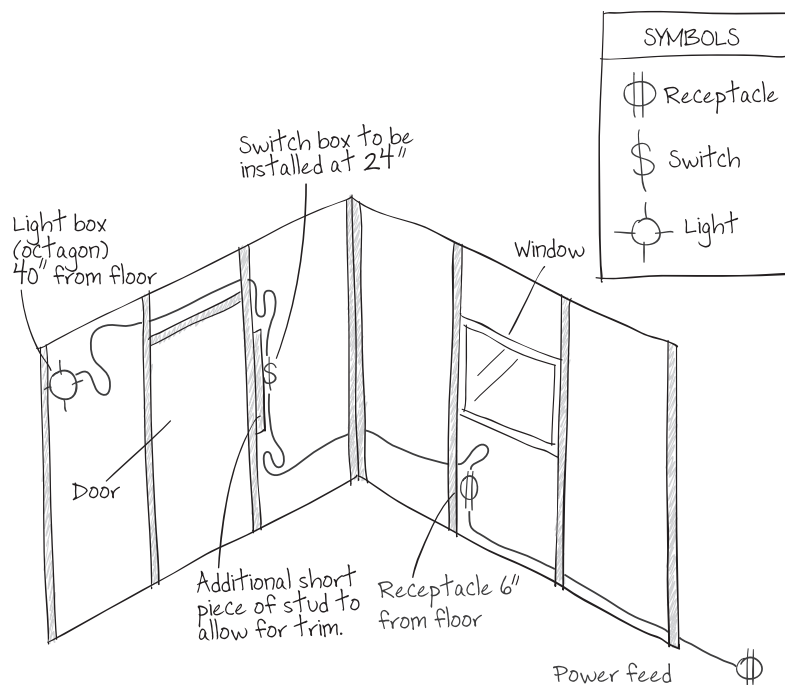 SYMBOLS
Receptacle
Switch
Light
Switch box to be
installed at 24"
Light box
(octagon)
40" from floor
Window
Door
Additional short
piece of stud to
allow for trim.
Receptacle 6"
from floor
Power feed